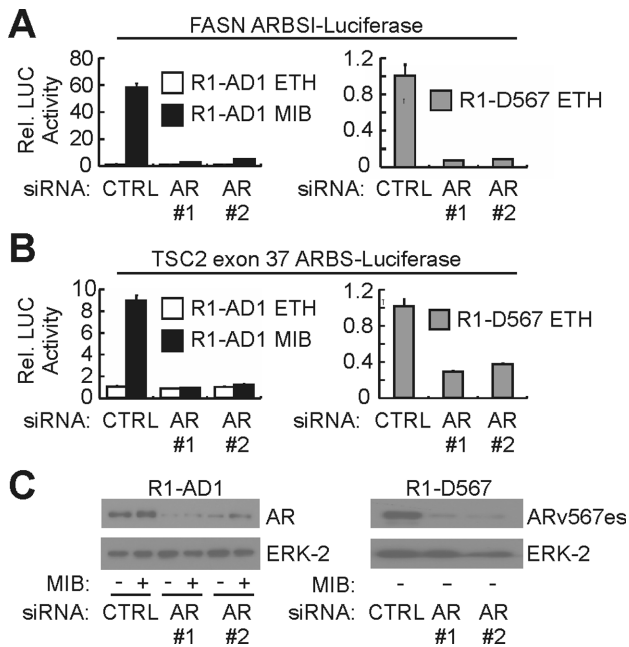 A
FASN ARBSI-Luciferase
Rel. LUC
Activity
80
60
40
20
0
R1-AD1 ETH
R1-AD1 MIB
siRNA: CTRL AR AR
#1 #2
1.2
0.8
0.4
0
R1-D567 ETH
siRNA: CTRL AR AR
#1 #2
B
TSC2 exon 37 ARBS-Luciferase
Rel. LUC
Activity
10
8
6
4
2
0
R1-AD1 ETH
R1-AD1 MIB
siRNA: CTRL AR AR
#1 #2
1.2
0.8
0.4
0
R1-D567 ETH
siRNA: CTRL AR AR
#1 #2
C
R1-AD1
AR
ERK-2
MIB: - + - + - +
siRNA: CTRL AR AR
#1 #2
R1-D567
ARv567es
ERK-2
MIB: - - -
siRNA: CTRL AR AR
#1 #2